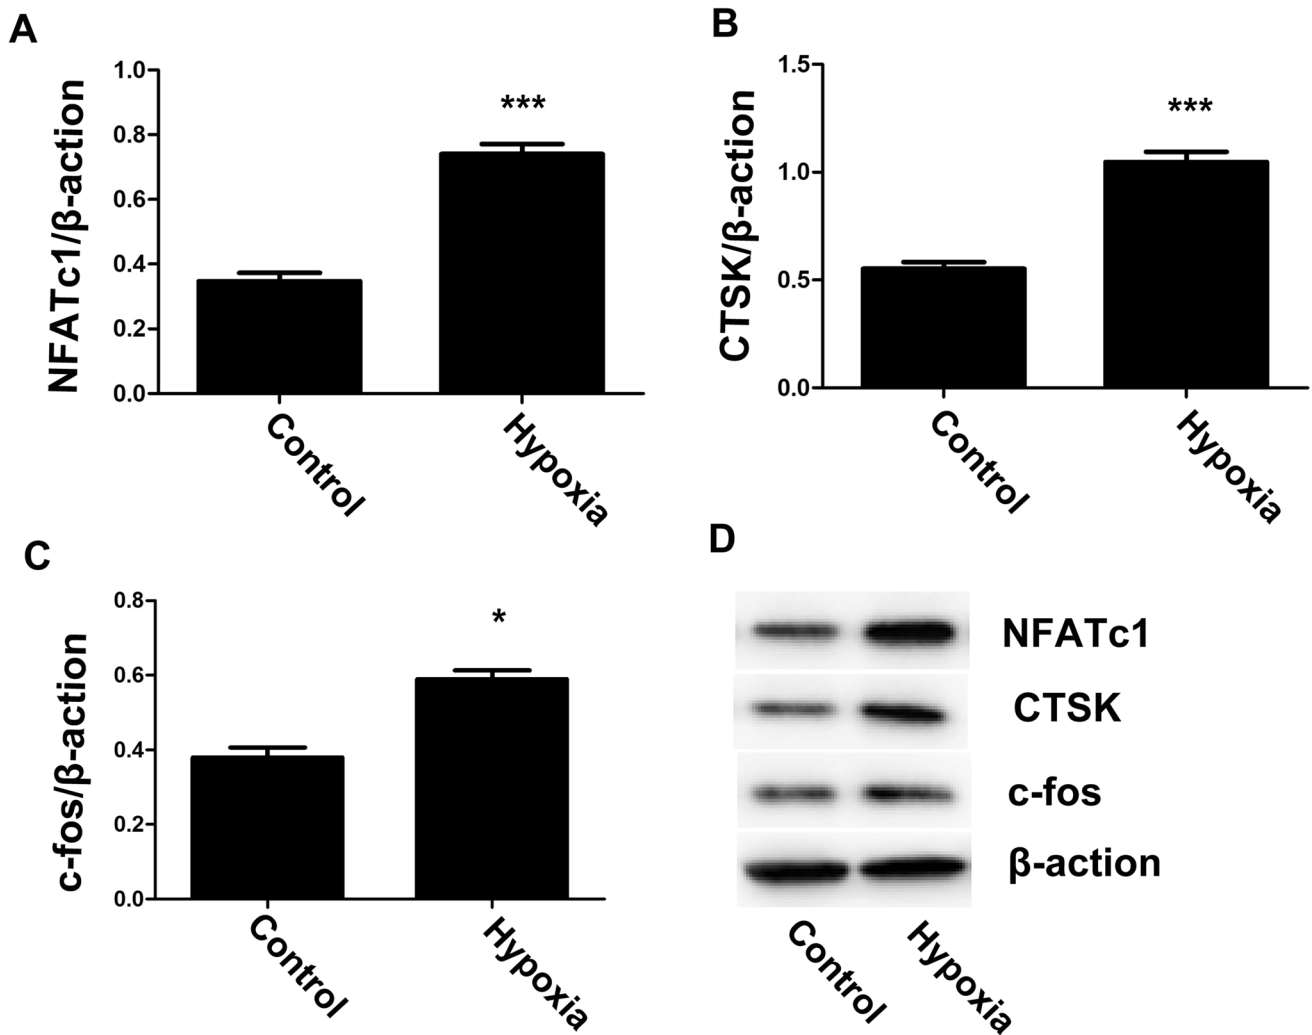 A
NFATc1/β-action
1.0
0.8
0.6
0.4
0.2
0.0
***
Control
Hypoxia
B
CTSK/β-action
1.5
1.0
0.5
0.0
***
Control
Hypoxia
C
c-fos/β-action
0.8
0.6
0.4
0.2
0.0
*
Control
Hypoxia
D
NFATc1
CTSK
c-fos
β-action
Control
Hypoxia